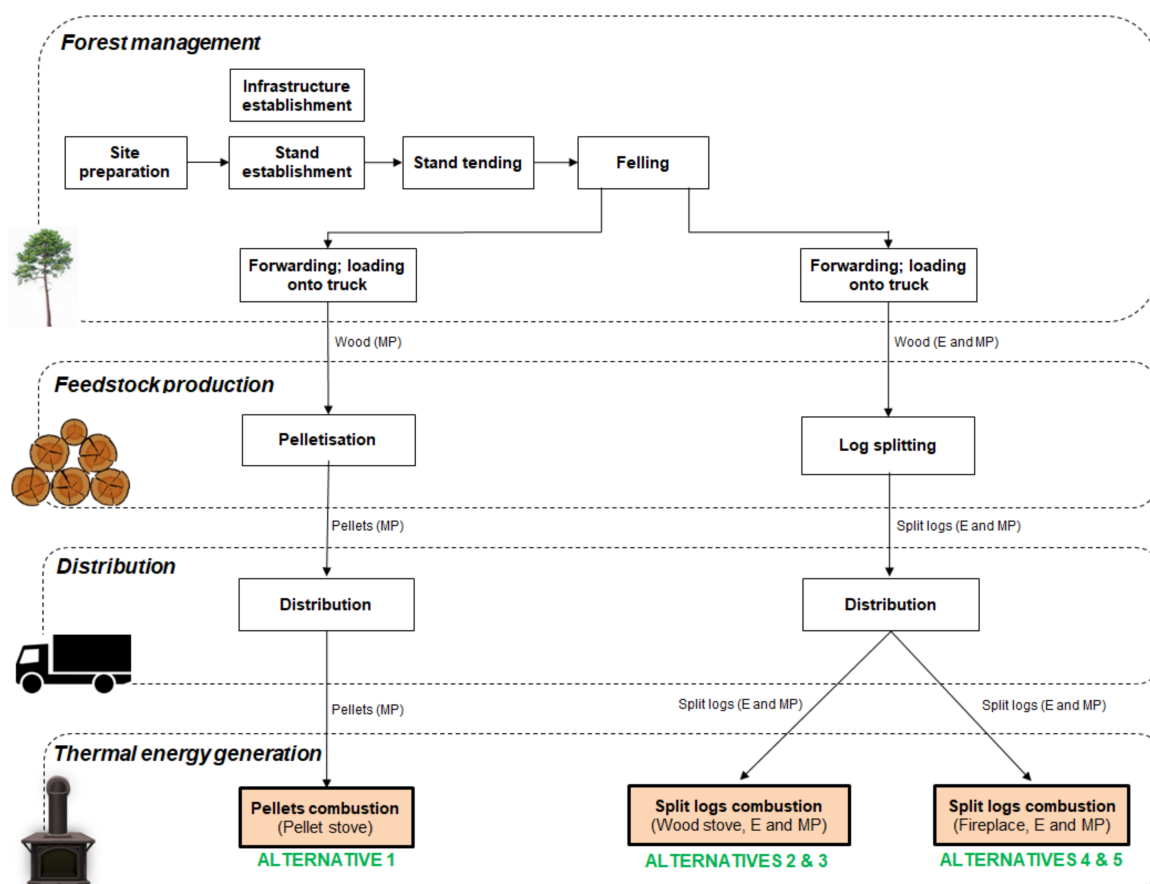 Forest management
Infrastructure
establishment
Site
preparation
Stand
establishment
Stand tending
Felling
Forwarding; loading
onto truck
Forwarding; loading
onto truck
Wood (MP)
Wood (E and MP)
Feedstock production
Pelletisation
Log splitting
Pellets (MP)
Split logs (E and MP)
Distribution
Distribution
Distribution
Pellets (MP)
Split logs (E and MP)
Split logs (E and MP)
Thermal energy generation
Pellets combustion
(Pellet stove)
ALTERNATIVE 1
Split logs combustion
(Wood stove, E and MP)
ALTERNATIVES 2 & 3
Split logs combustion
(Fireplace, E and MP)
ALTERNATIVES 4 & 5